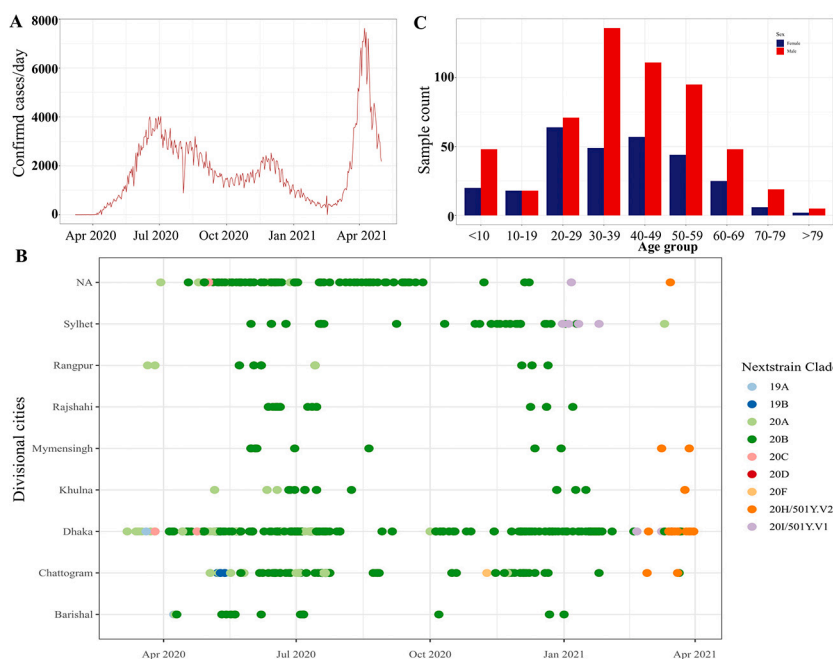 A
Confirmd cases/day
8000
6000
4000
2000
0
Apr 2020 Jul 2020 Oct 2020 Jan 2021 Apr 2021
C
Sample count
100
50
0
Sex
Female
Male
<10 10-19 20-29 30-39 40-49 50-59 60-69 70-79 >79
Age group
B
Divisional cities
NA
Sylhet
Rangpur
Rajshahi
Mymensingh
Khulna
Dhaka
Chattogram
Barishal
Apr 2020 Jul 2020 Oct 2020 Jan 2021 Apr 2021
Nextstrain Clade
19A
19B
20A
20B
20C
20D
20F
20H/501Y.V2
20I/501Y.V1